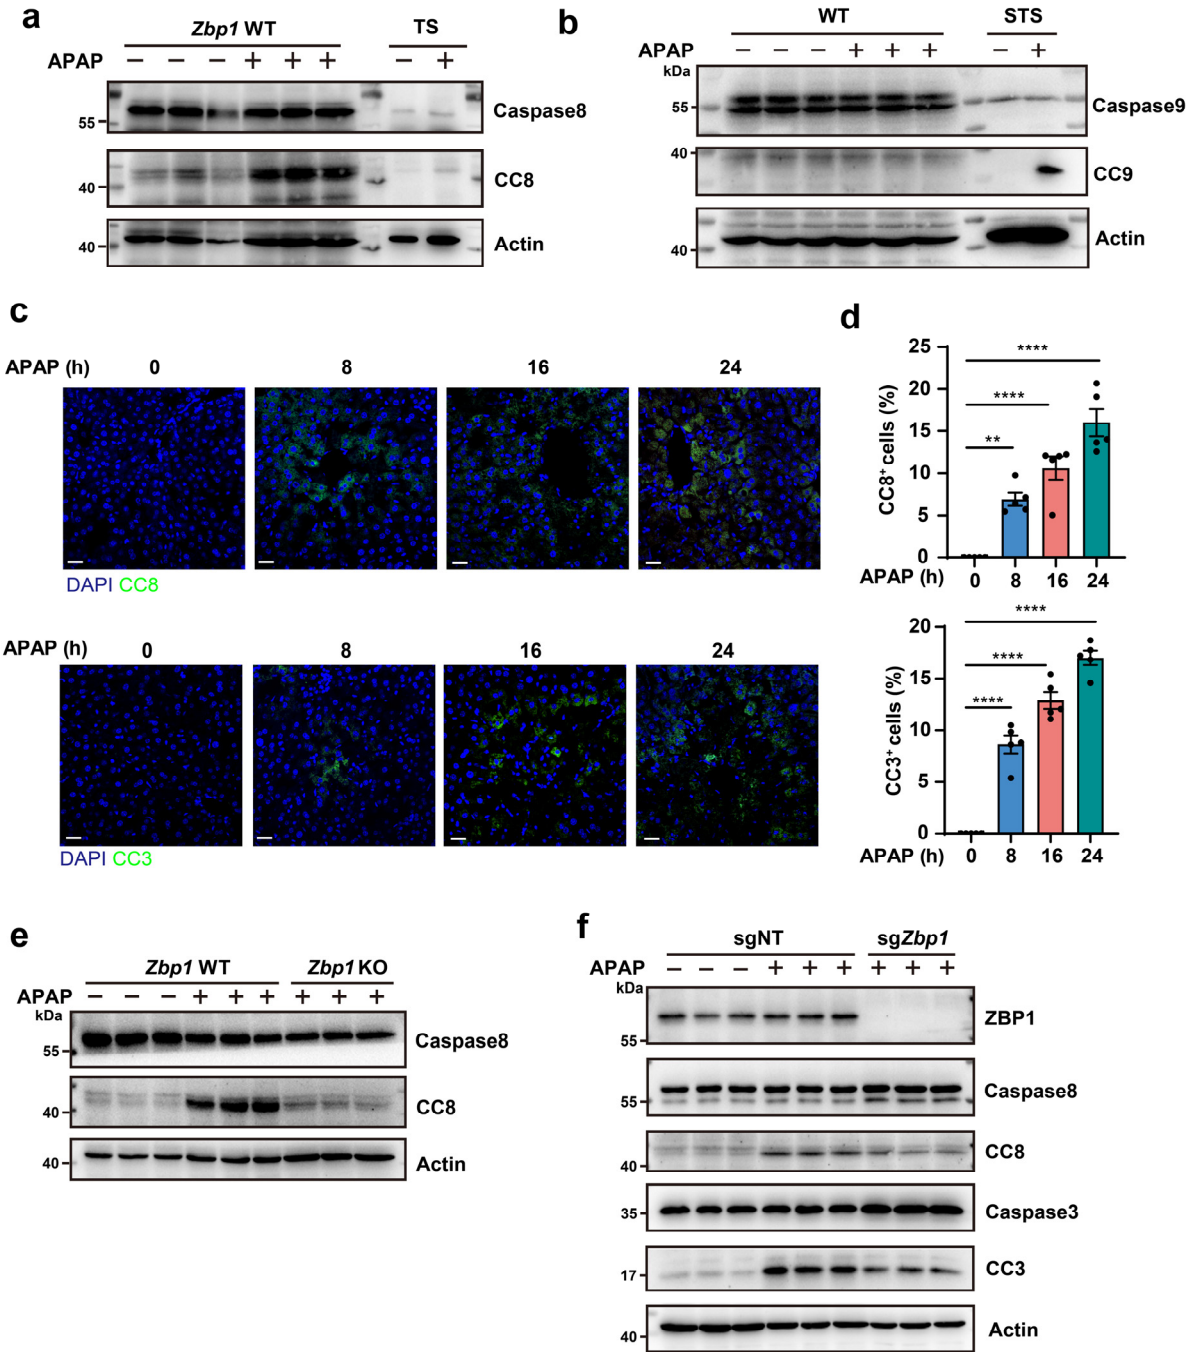 a
Zbp1 WT TS
APAP − − − + + + − +
Caspase8
55
CC8
40
Actin
40
b
WT STS
APAP − − − + + + − +
kDa
Caspase9
55
40
CC9
Actin
40
c
APAP (h) 0 8 16 24
DAPI CC8
APAP (h) 0 8 16 24
DAPI CC3
d
25
20
15
10
5
0
CC8+ cells (%)
**
****
****
APAP (h) 0 8 16 24
20
15
10
5
0
CC3+ cells (%)
****
****
****
APAP (h) 0 8 16 24
e
Zbp1 WT Zbp1 KO
APAP − − − + + + + + +
kDa
Caspase8
55
CC8
40
Actin
40
f
sgNT sgZbp1
APAP − − − + + + + + +
kDa
ZBP1
55
Caspase8
55
CC8
40
Caspase3
35
CC3
17
Actin
40